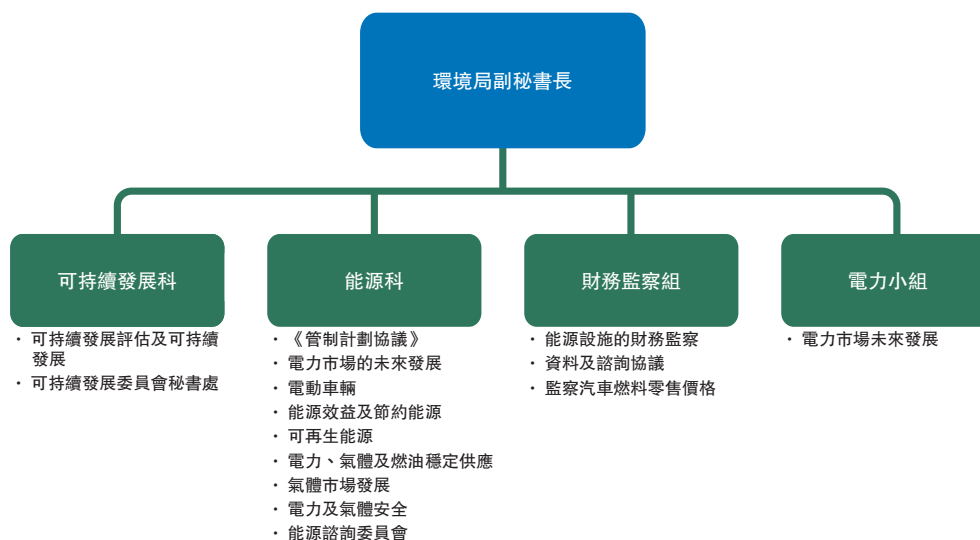 環境局副秘書長
可持續發展科
能源科
財務監察組
電力小組
· 可持續發展評估及可持續
發展
· 可持續發展委員會秘書處
· 《管制計劃協議》
· 電力市場的未來發展
· 電動車輛
· 能源效益及節約能源
· 可再生能源
· 電力、氣體及燃油穩定供應
· 氣體市場發展
· 電力及氣體安全
· 能源諮詢委員會
· 能源設施的財務監察
· 資料及諮詢協議
· 監察汽車燃料零售價格
· 電力市場未來發展